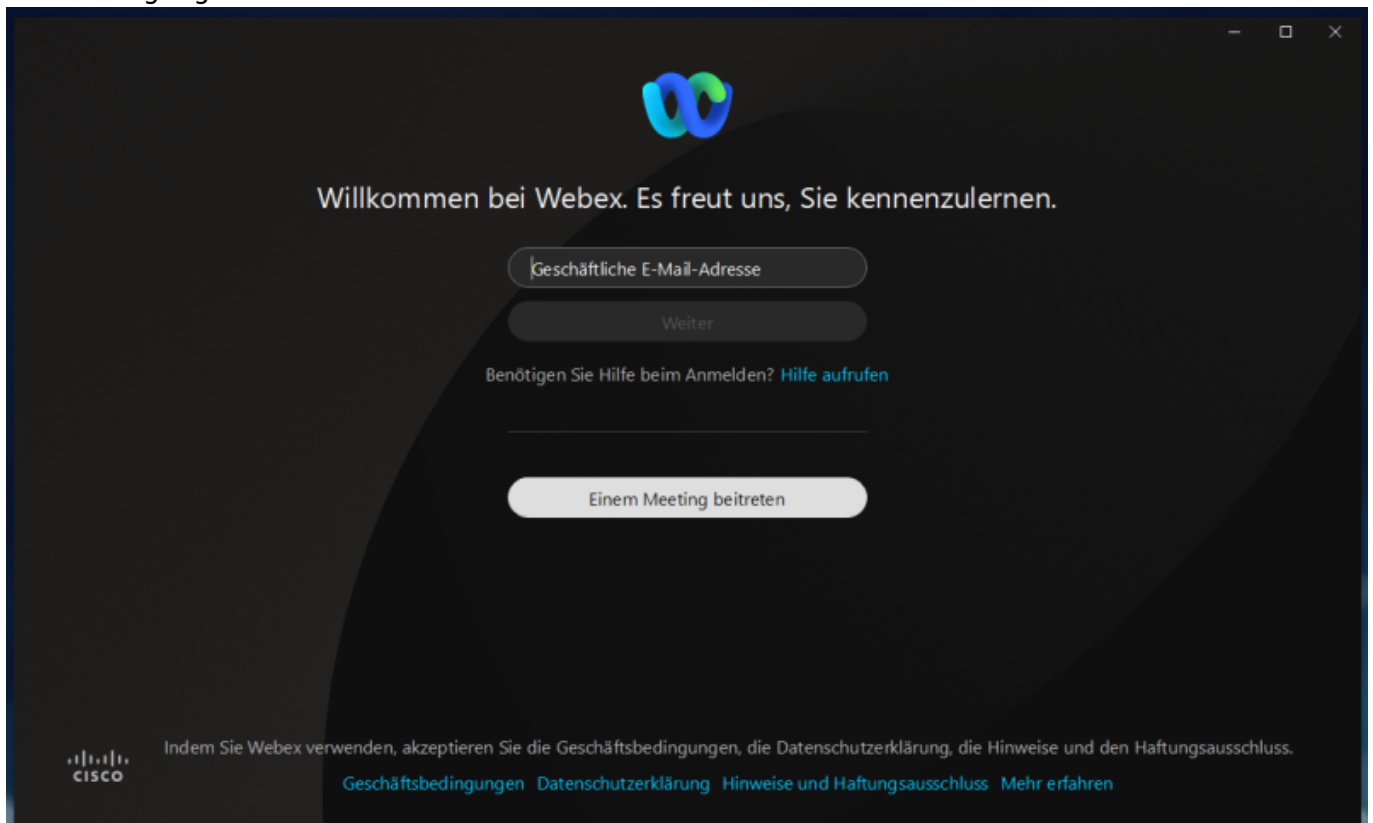 Willkommen bei Webex. Es freut uns, Sie kennenzulernen.
Geschäftliche E-Mail-Adresse
Weiter
Benötigen Sie Hilfe beim Anmelden? Hilfe aufrufen
Einem Meeting beitreten
Indem Sie Webex verwenden, akzeptieren Sie die Geschäftsbedingungen, die Datenschutzerklärung, die Hinweise und den Haftungsausschluss.
CISCO
Geschäftsbedingungen Datenschutzerklärung Hinweise und Haftungsausschluss Mehr erfahren